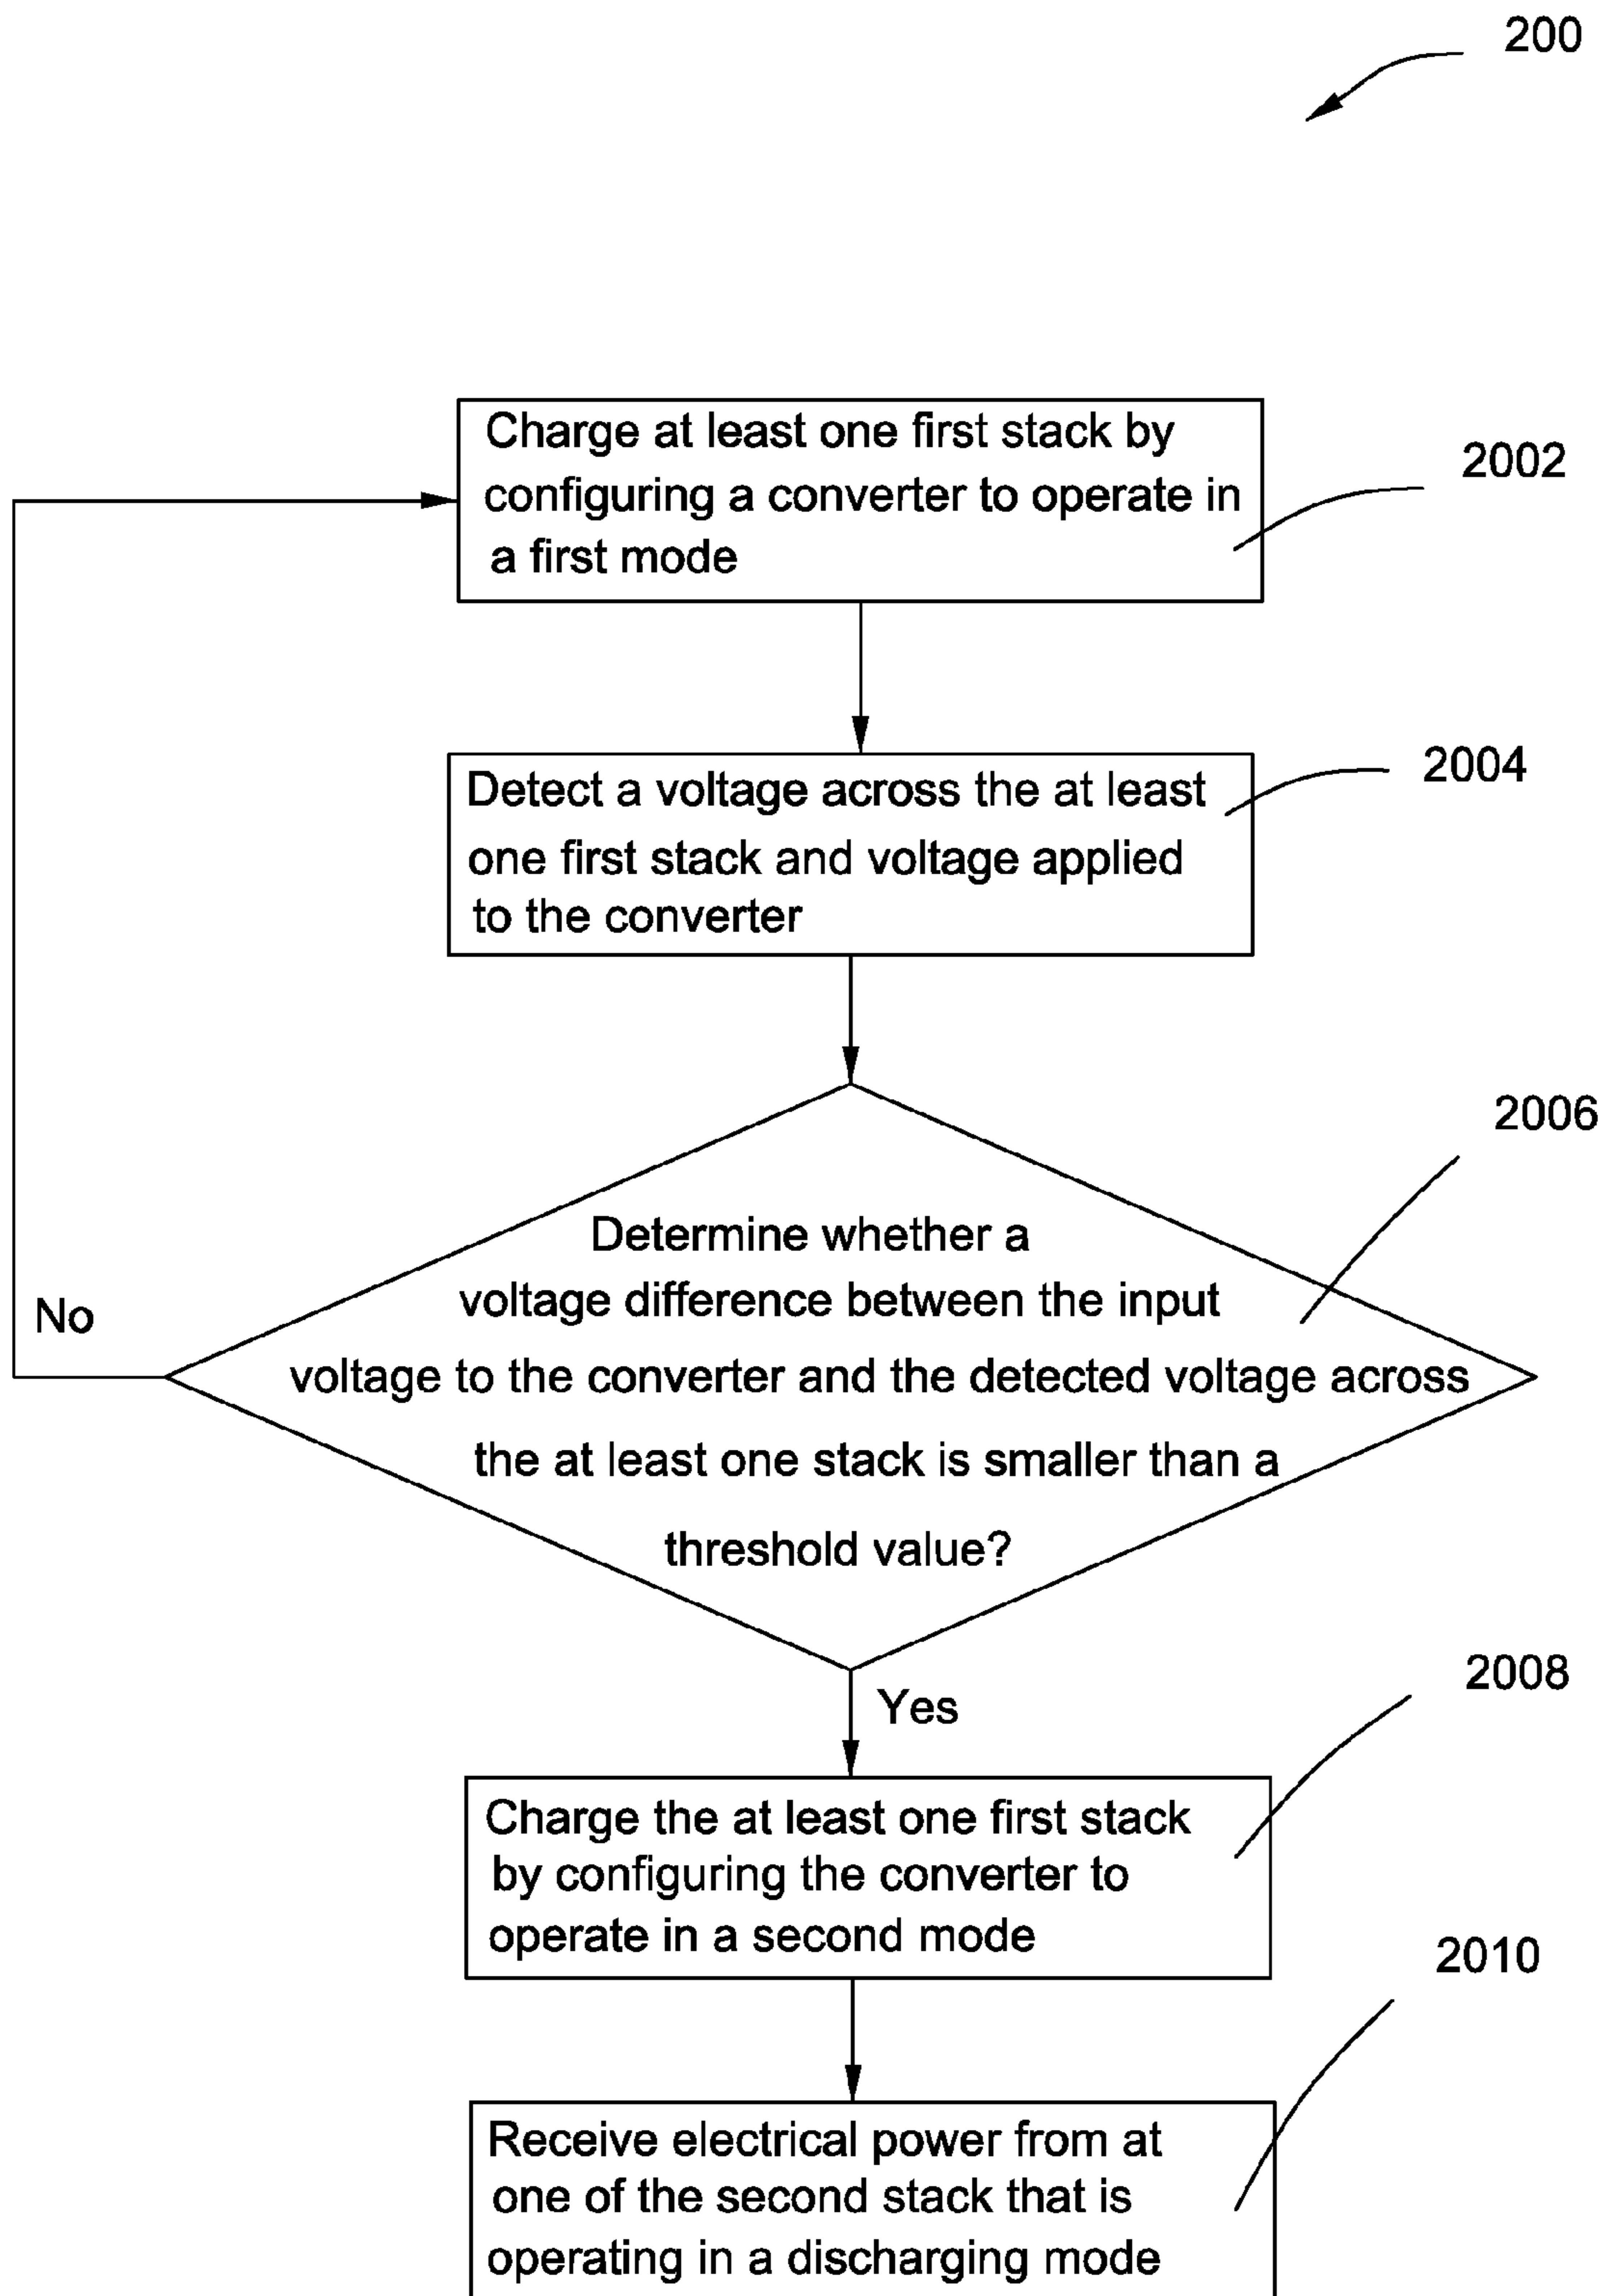 200
Charge at least one first stack by
configuring a converter to operate in
a first mode
2002
Detect a voltage across the at least
one first stack and voltage applied
to the converter
2004
Determine whether a
voltage difference between the input
voltage to the converter and the detected voltage across
the at least one stack is smaller than a
threshold value?
2006
No
Yes
Charge the at least one first stack
by configuring the converter to
operate in a second mode
2008
Receive electrical power from at
one of the second stack that is
operating in a discharging mode
2010